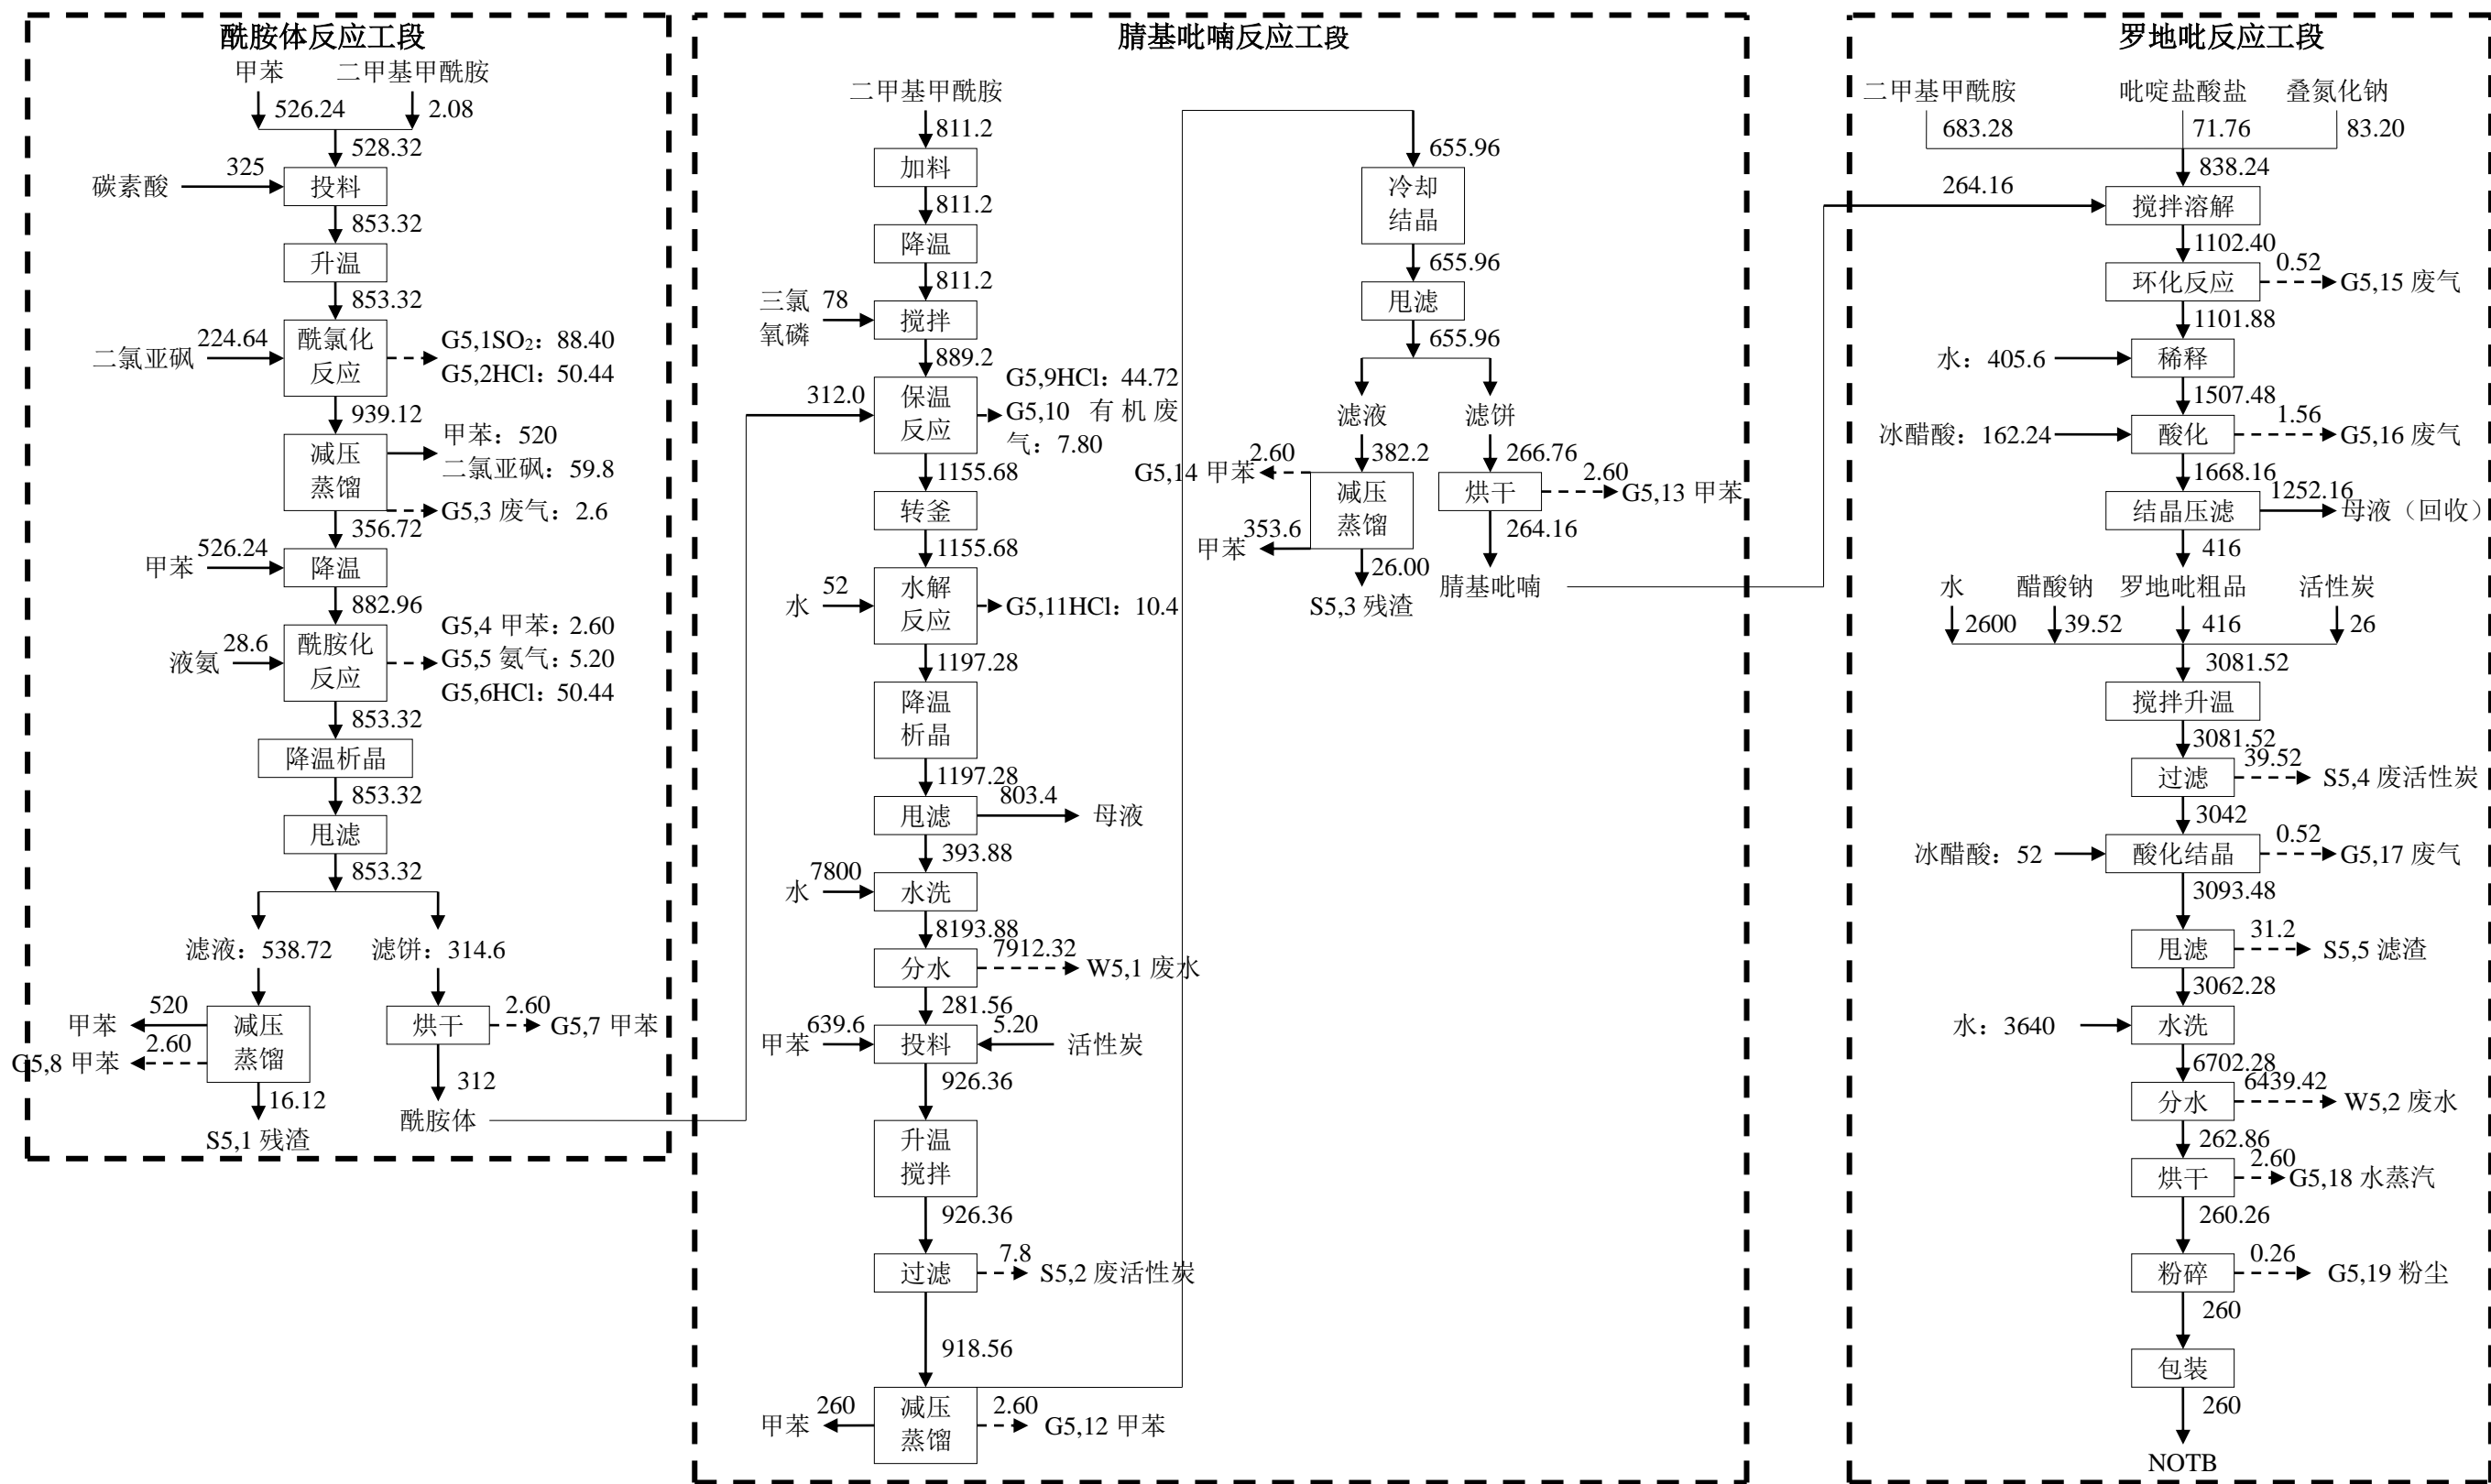 酰胺体反应工段
甲苯
二甲基甲酰胺
526.24
2.08
528.32
碳素酸
325
投料
853.32
升温
853.32
二氯亚砜
224.64
酰氯化
反应
G5,1SO₂：88.40
G5,2HCl：50.44
939.12
减压
蒸馏
甲苯：520
二氯亚砜：59.8
G5,3 废气：2.6
356.72
甲苯
526.24
降温
882.96
液氨
28.6
酰胺化
反应
G5,4 甲苯：2.60
G5,5 氨气：5.20
G5,6HCl：50.44
853.32
降温析晶
853.32
甩滤
853.32
滤液：538.72
滤饼：314.6
甲苯
520
G5,8 甲苯
2.60
减压
蒸馏
16.12
S5,1 残渣
烘干
2.60
G5,7 甲苯
312
酰胺体
腈基吡喃反应工段
二甲基甲酰胺
811.2
加料
811.2
降温
811.2
三氯
氧磷
78
搅拌
889.2
312.0
保温
反应
G5,9HCl：44.72
G5,10 有机废
气：7.80
1155.68
转釜
1155.68
水
52
水解
反应
G5,11HCl：10.4
1197.28
降温
析晶
1197.28
甩滤
803.4
母液
393.88
水
7800
水洗
8193.88
分水
7912.32
W5,1 废水
281.56
甲苯
639.6
投料
5.20
活性炭
926.36
升温
搅拌
926.36
过滤
7.8
S5,2 废活性炭
918.56
甲苯
260
减压
蒸馏
2.60
G5,12 甲苯
655.96
冷却
结晶
655.96
甩滤
655.96
滤液
滤饼
382.2
266.76
G5,14 甲苯
2.60
减压
蒸馏
甲苯
353.6
26.00
S5,3 残渣
烘干
2.60
G5,13 甲苯
264.16
腈基吡喃
罗地吡反应工段
二甲基甲酰胺
吡啶盐酸盐
叠氮化钠
683.28
71.76
83.20
838.24
264.16
搅拌溶解
1102.40
环化反应
0.52
G5,15 废气
1101.88
水：405.6
稀释
1507.48
冰醋酸：162.24
酸化
1.56
G5,16 废气
1668.16
结晶压滤
1252.16
母液（回收）
416
水
醋酸钠
罗地吡粗品
活性炭
2600
39.52
416
26
3081.52
搅拌升温
3081.52
过滤
39.52
S5,4 废活性炭
3042
冰醋酸：52
酸化结晶
0.52
G5,17 废气
3093.48
甩滤
31.2
S5,5 滤渣
3062.28
水：3640
水洗
6702.28
分水
6439.42
W5,2 废水
262.86
烘干
2.60
G5,18 水蒸汽
260.26
粉碎
0.26
G5,19 粉尘
260
包装
260
NOTB